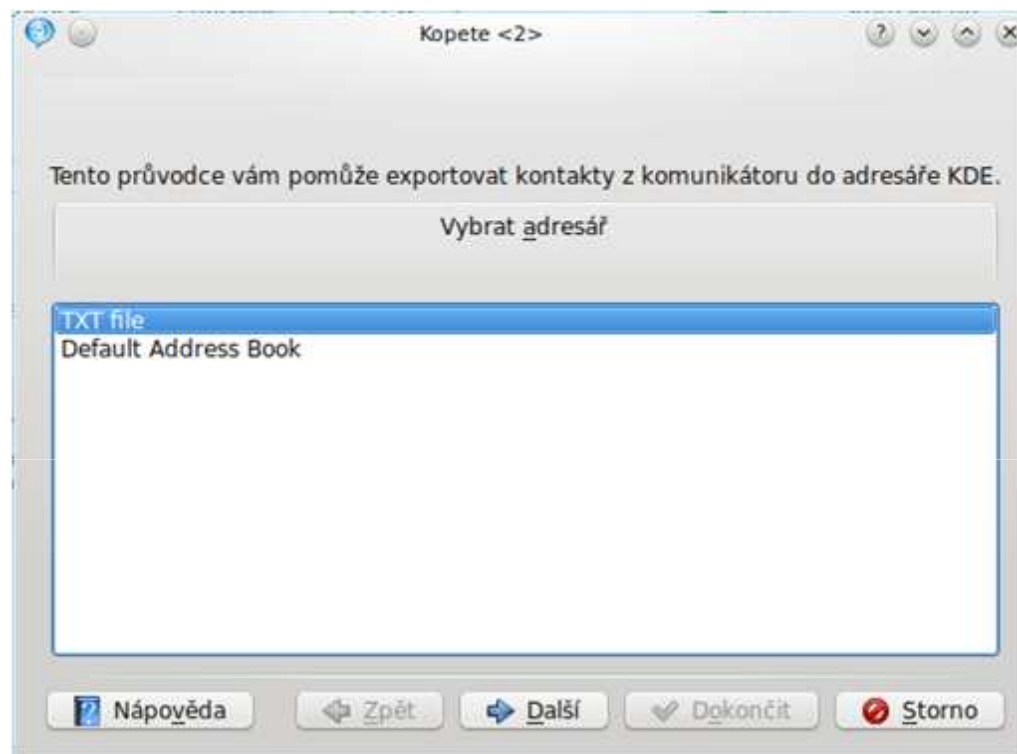 Kopete <2>
Tento průvodce vám pomůže exportovat kontakty z komunikátoru do adresáře KDE.
Vybrat adresář
TXT file
Default Address Book
Nápověda
Zpět
Další
Dokončit
Storno